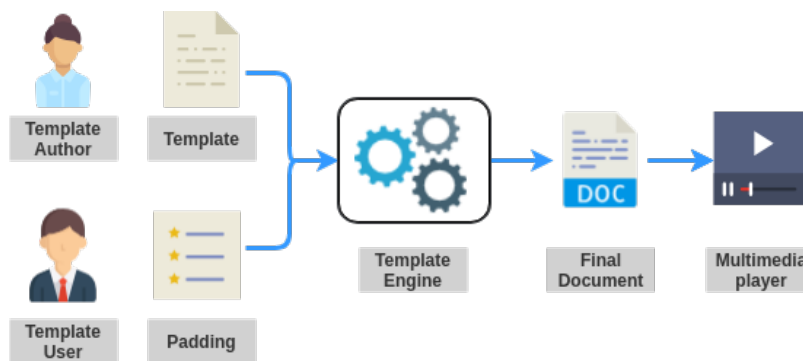 Template
Author
Template
DOC
Template
Engine
Final
Document
Multimedia
player
Template
User
Padding